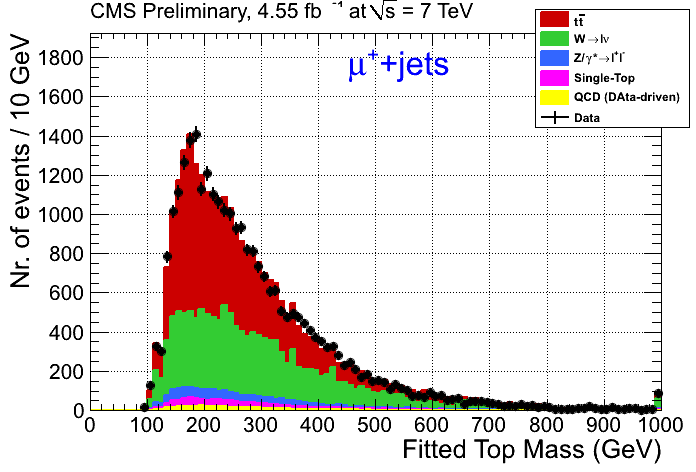 CMS Preliminary, 4.55 fb⁻¹ at √s = 7 TeV
tt̅
W→lν
Z/γ*→l⁺l⁻
Single-Top
QCD (DAta-driven)
Data
μ⁺+jets
Nr. of events / 10 GeV
1800
1600
1400
1200
1000
800
600
400
200
0
0 100 200 300 400 500 600 700 800 900 1000
Fitted Top Mass (GeV)